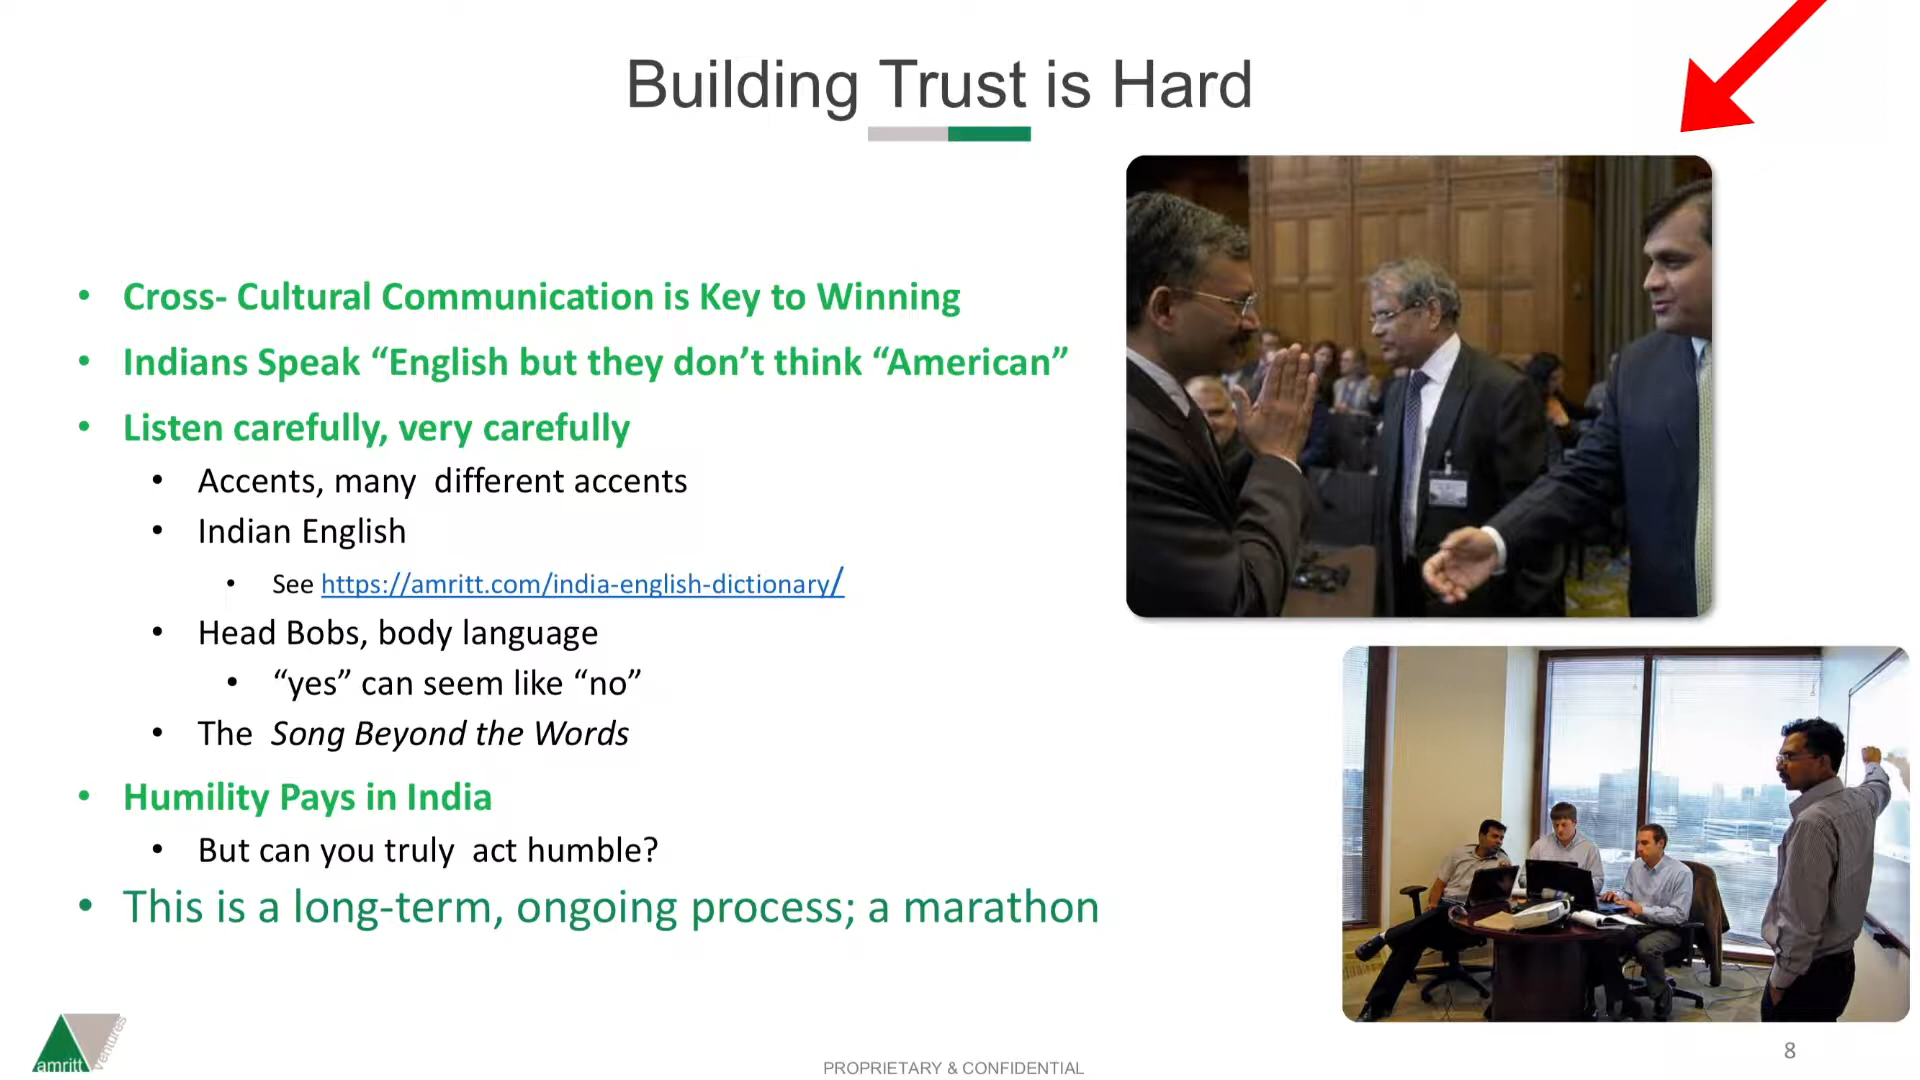 Building Trust is Hard
• Cross- Cultural Communication is Key to Winning
• Indians Speak “English but they don’t think “American”
• Listen carefully, very carefully
• Accents, many  different accents
• Indian English
• See https://amritt.com/india-english-dictionary/
• Head Bobs, body language
• “yes” can seem like “no”
• The  Song Beyond the Words
• Humility Pays in India
• But can you truly  act humble?
• This is a long-term, ongoing process; a marathon
amritt
ventures
PROPRIETARY & CONFIDENTIAL
8